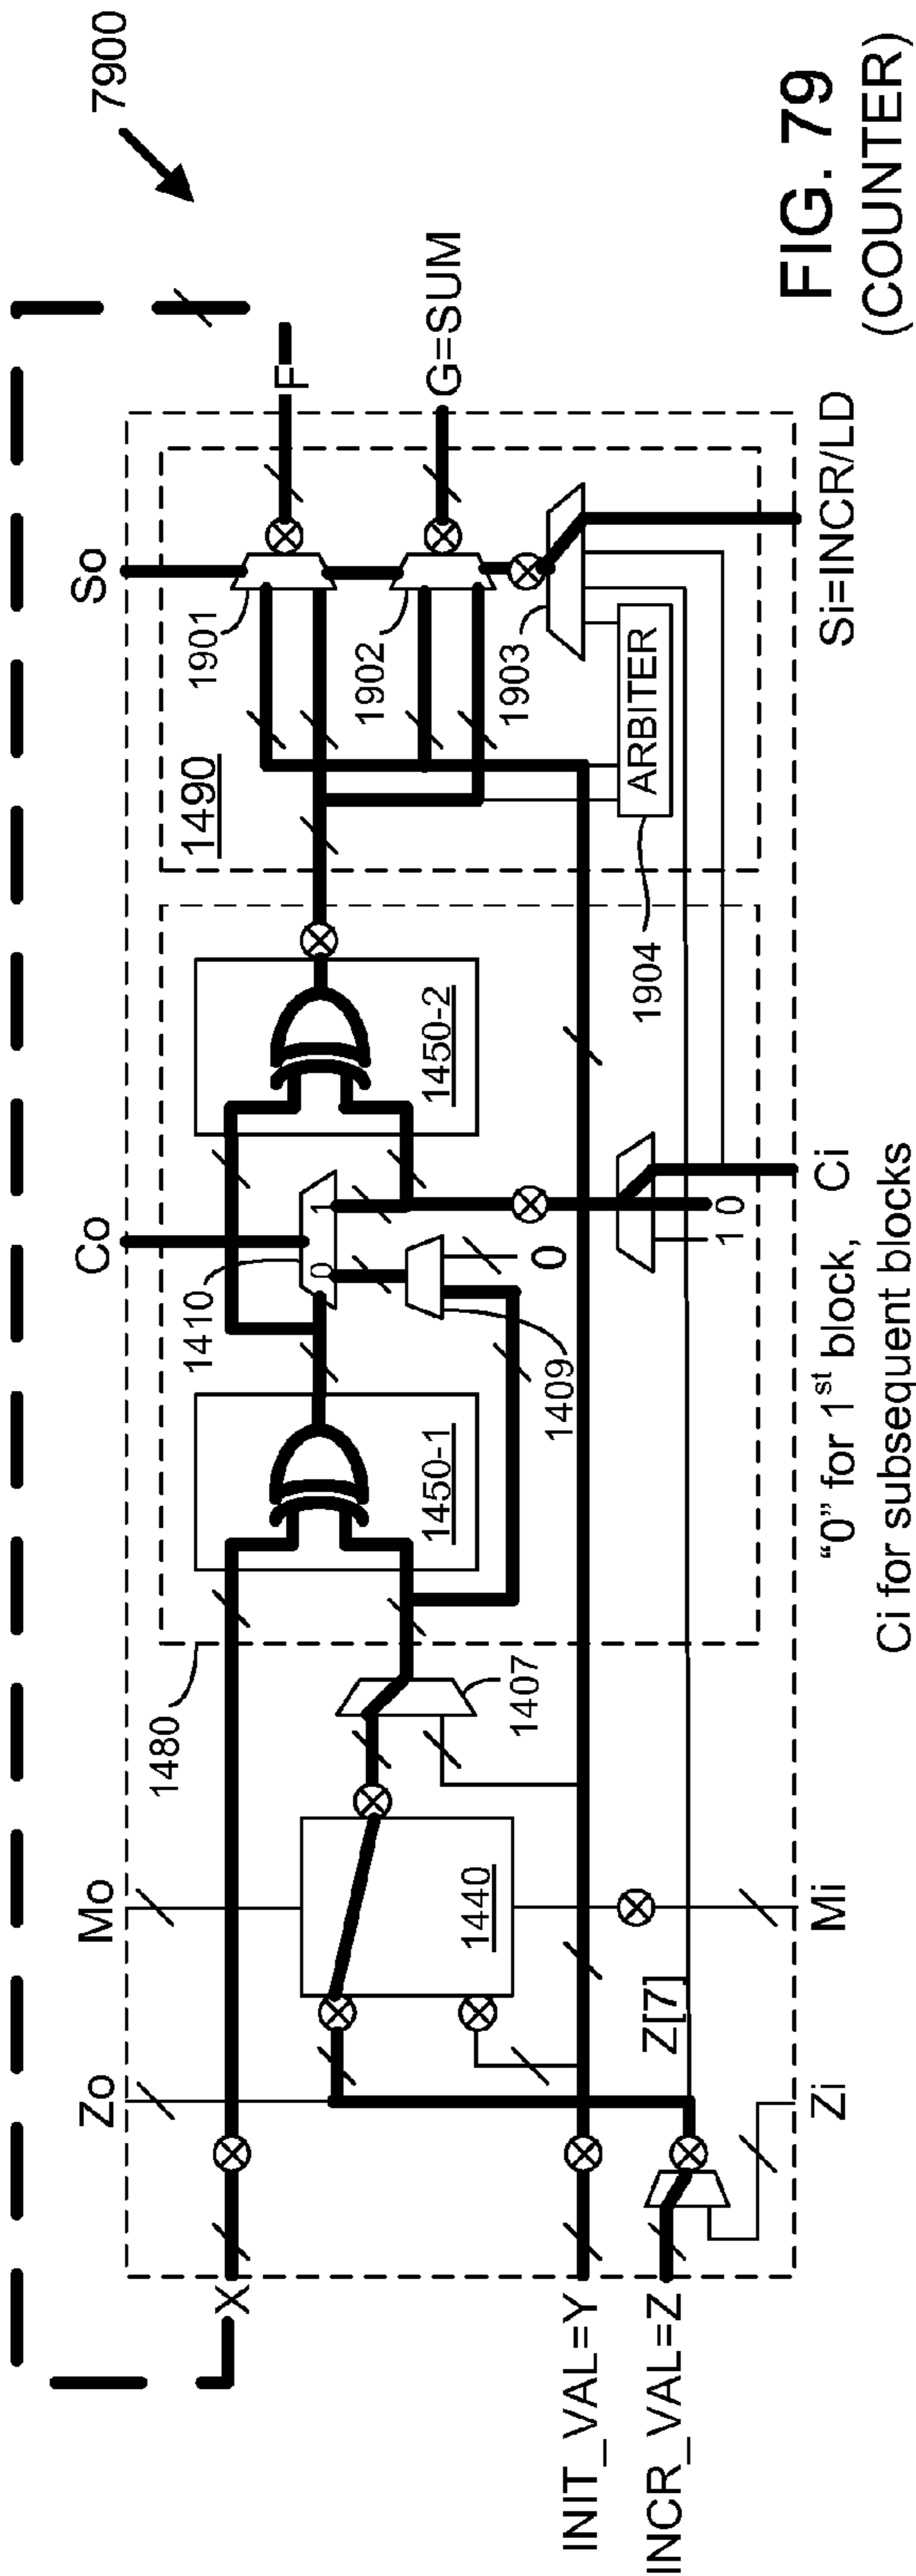 7900
So
Co
Mo
Zo
F
G=SUM
1901
1902
1903
1490
ARBITER
1904
1450-2
1410
0
1
0
1409
1450-1
1480
1407
1440
Z[7]
1 0
X
INIT_VAL=Y
INCR_VAL=Z
Zi
Mi
Ci
Si=INCR/LD
"0" for 1st block,
Ci for subsequent blocks
FIG. 79
(COUNTER)